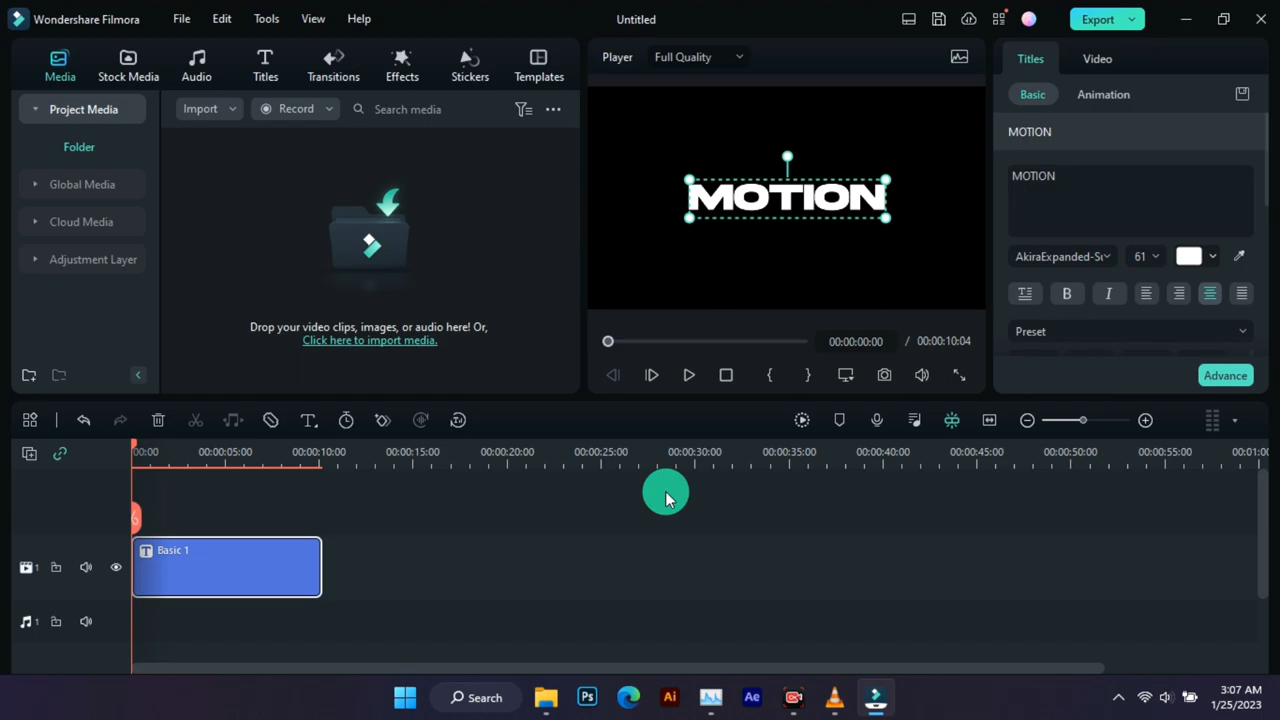 Wondershare Filmora File Edit Tools View Help Untitled Export
Media Stock Media Audio Titles Transitions Effects Stickers Templates
Player Full Quality
Titles Video
Project Media
Import Record Search media
Basic Animation
Folder
MOTION
Global Media
MOTION
Cloud Media
MOTION
Adjustment Layer
61
Drop your video clips, images, or audio here! Or,
Click here to import media.
Preset
00:00:00:00 / 00:00:10:04
Advance
00:00 00:00:05:00 00:00:10:00 00:00:15:00 00:00:20:00 00:00:25:00 00:00:30:00 00:00:35:00 00:00:40:00 00:00:45:00 00:00:50:00 00:00:55:00
Basic 1
1
1
Search Ps Ai Ae
3:07 AM
1/25/2023